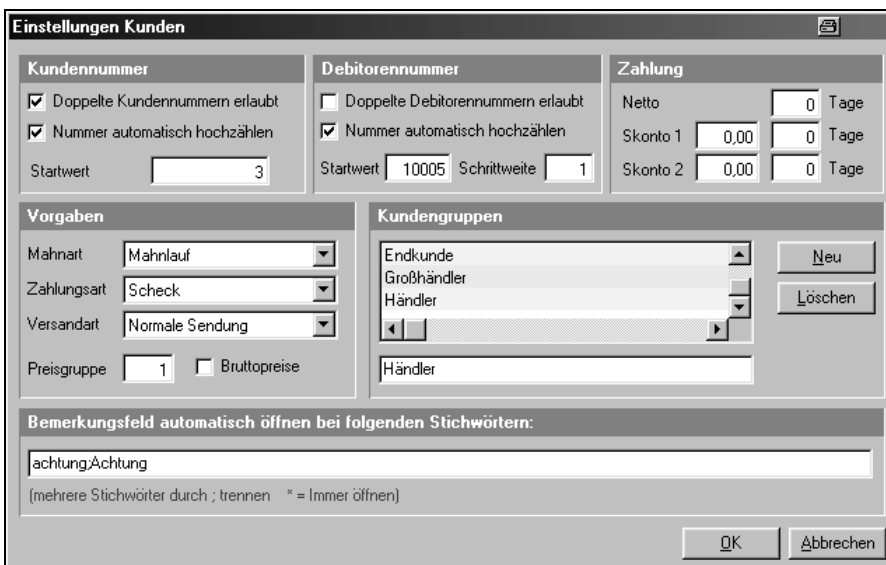 Einstellungen Kunden
Kundennummer
Doppelte Kundennummern erlaubt
Nummer automatisch hochzählen
Startwert 3
Debitorennummer
Doppelte Debitorennummern erlaubt
Nummer automatisch hochzählen
Startwert 10005 Schrittweite 1
Zahlung
Netto 0 Tage
Skonto 1 0,00 0 Tage
Skonto 2 0,00 0 Tage
Vorgaben
Mahnart Mahnlauf
Zahlungsart Scheck
Versandart Normale Sendung
Preisgruppe 1 Bruttopreise
Kundengruppen
Endkunde
Großhändler
Händler
Händler
Neu
Löschen
Bemerkungsfeld automatisch öffnen bei folgenden Stichwörtern:
achtung;Achtung
(mehrere Stichwörter durch ; trennen * = Immer öffnen)
OK Abbrechen